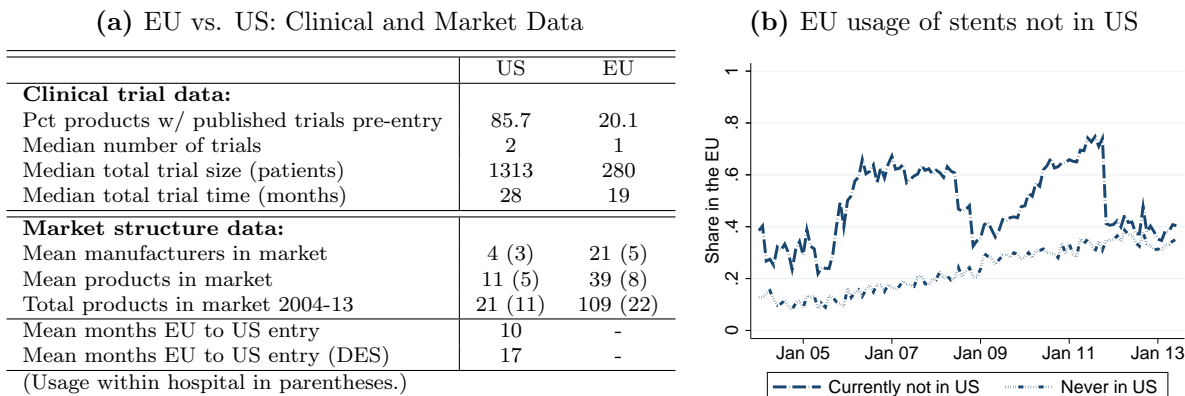 (a) EU vs. US: Clinical and Market Data
US EU
Clinical trial data:
Pct products w/ published trials pre-entry 85.7 20.1
Median number of trials 2 1
Median total trial size (patients) 1313 280
Median total trial time (months) 28 19
Market structure data:
Mean manufacturers in market 4 (3) 21 (5)
Mean products in market 11 (5) 39 (8)
Total products in market 2004-13 21 (11) 109 (22)
Mean months EU to US entry 10 -
Mean months EU to US entry (DES) 17 -
(Usage within hospital in parentheses.)
(b) EU usage of stents not in US
Share in the EU
1
.8
.6
.4
.2
0
Jan 05 Jan 07 Jan 09 Jan 11 Jan 13
Currently not in US Never in US